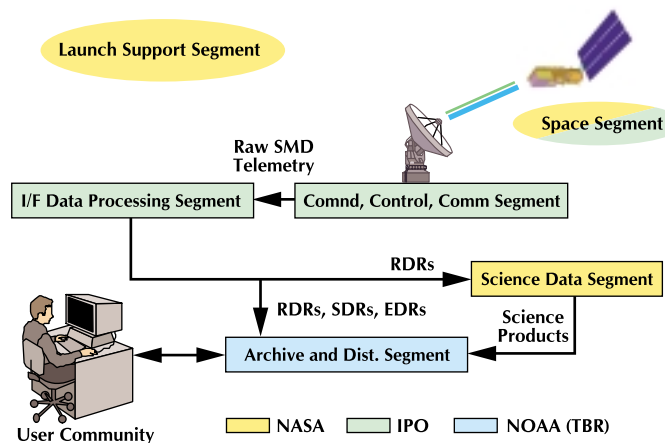 Launch Support Segment
Space Segment
Raw SMD
Telemetry
I/F Data Processing Segment
Comnd, Control, Comm Segment
RDRs
Science Data Segment
RDRs, SDRs, EDRs
Science
Products
Archive and Dist. Segment
User Community
NASA
IPO
NOAA (TBR)